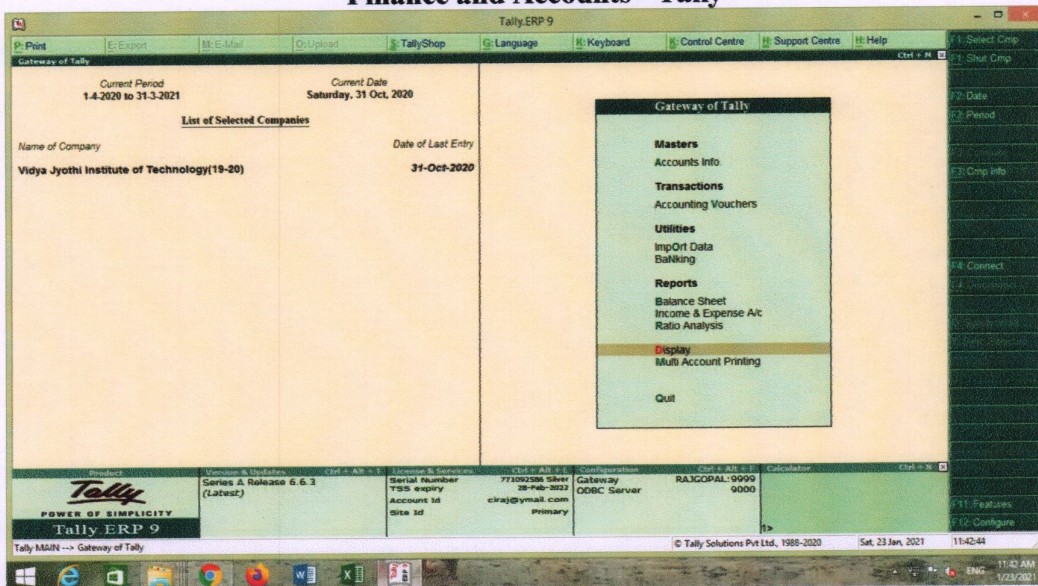 Finance and Accounts - Tally
Tally.ERP 9
P: Print E: Export M: E-Mail O: Upload S: TallyShop G: Language K: Keyboard K: Control Centre H: Support Centre H: Help
F1: Select Cmp
Gateway of Tally Ctrl + N
F1: Shut Cmp
Current Period Current Date
1-4-2020 to 31-3-2021 Saturday, 31 Oct, 2020
F2: Date
F2: Period
List of Selected Companies
Name of Company Date of Last Entry
Vidya Jyothi Institute of Technology(19-20) 31-Oct-2020
F3: Cmp Info
Gateway of Tally
Masters
Accounts Info.
Transactions
Accounting Vouchers
Utilities
ImpOrt Data
BaNking
Reports
Balance Sheet
Income & Expense A/c
Ratio Analysis
Display
Multi Account Printing
Quit
F4: Connect
F11: Features
F12: Configure
Product
Tally
POWER OF SIMPLICITY
Tally.ERP 9
Version & Updates Ctrl + Alt + T
Series A Release 6.6.3
(Latest)
License & Services Ctrl + Alt + L
Serial Number 771092586 Silver
TSS expiry 28-Feb-2022
Account Id ciraj@ymail.com
Site Id Primary
Configuration Ctrl + Alt + F
Gateway RAJGOPAL:9999
ODBC Server 9000
Calculator Ctrl + N
1>
Tally MAIN --> Gateway of Tally © Tally Solutions Pvt Ltd., 1988-2020 Sat, 23 Jan, 2021 11:42:44
ENG 11:42 AM
1/23/2021